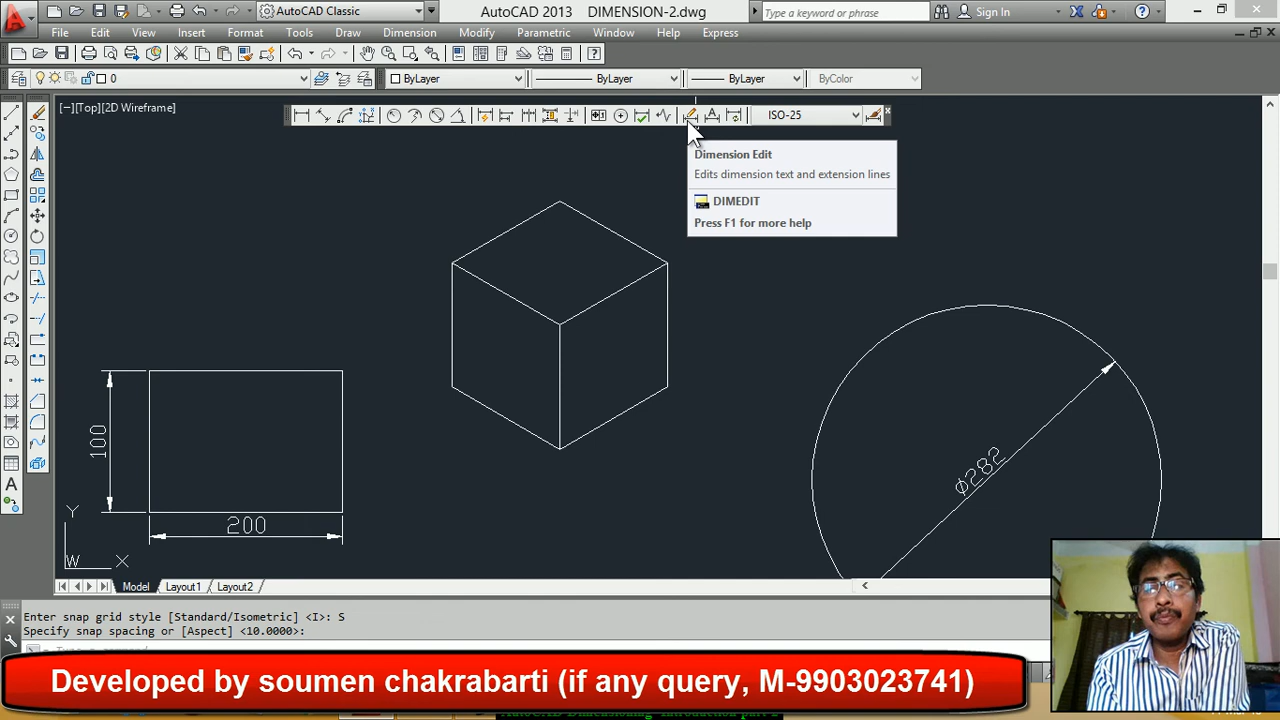 AutoCAD Classic
AutoCAD 2013 DIMENSION-2.dwg
Type a keyword or phrase
Sign In
File Edit View Insert Format Tools Draw Dimension Modify Parametric Window Help Express
0
ByLayer
ByLayer
ByLayer
ByColor
[−][Top][2D Wireframe]
ISO-25
Dimension Edit
Edits dimension text and extension lines
DIMEDIT
Press F1 for more help
100
200
ϕ282
Y
W X
Model Layout1 Layout2
Enter snap grid style [Standard/Isometric] <I>: S
Specify snap spacing or [Aspect] <10.0000>:
Developed by soumen chakrabarti (if any query, M-9903023741)